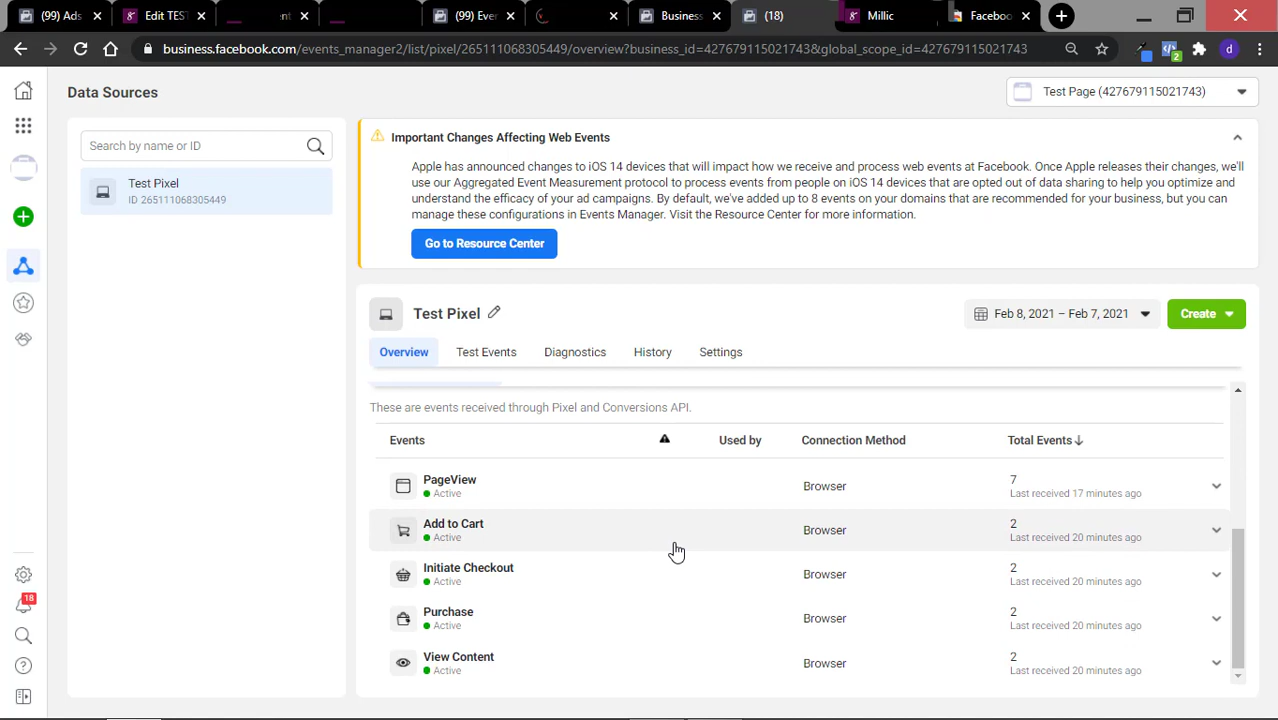 (99) Ads
Edit TES
nt
(99) Eve
Business
(18)
Millic
Faceboo
business.facebook.com/events_manager2/list/pixel/265111068305449/overview?business_id=427679115021743&global_scope_id=427679115021743
2
d
Data Sources
Test Page (427679115021743)
Search by name or ID
Test Pixel
ID 265111068305449
Important Changes Affecting Web Events
Apple has announced changes to iOS 14 devices that will impact how we receive and process web events at Facebook. Once Apple releases their changes, we'll
use our Aggregated Event Measurement protocol to process events from people on iOS 14 devices that are opted out of data sharing to help you optimize and
understand the efficacy of your ad campaigns. By default, we've added up to 8 events on your domains that are recommended for your business, but you can
manage these configurations in Events Manager. Visit the Resource Center for more information.
Go to Resource Center
Test Pixel
Feb 8, 2021 – Feb 7, 2021
Create
Overview
Test Events
Diagnostics
History
Settings
These are events received through Pixel and Conversions API.
Events
Used by
Connection Method
Total Events
PageView
Active
Browser
7
Last received 17 minutes ago
Add to Cart
Active
Browser
2
Last received 20 minutes ago
Initiate Checkout
Active
Browser
2
Last received 20 minutes ago
Purchase
Active
Browser
2
Last received 20 minutes ago
View Content
Active
Browser
2
Last received 20 minutes ago
18